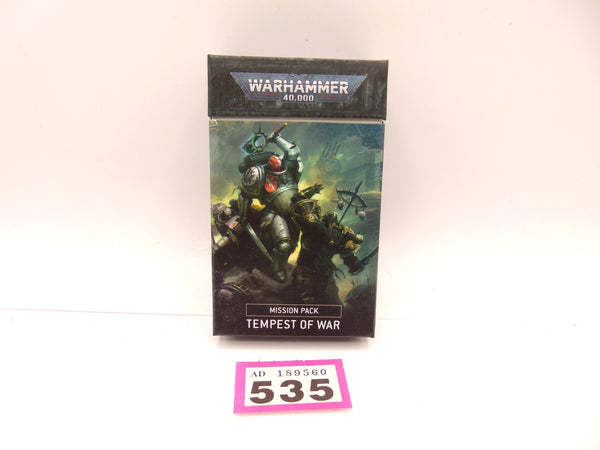 WARHAMMER
40,000
MISSION PACK
TEMPEST OF WAR
AD 189560
535